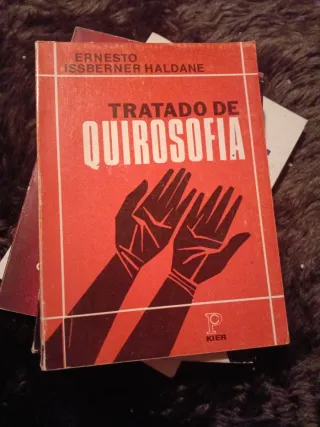 ERNESTO
ISSBERNER HALDANE
TRATADO DE
QUIROSOFIA
KIER